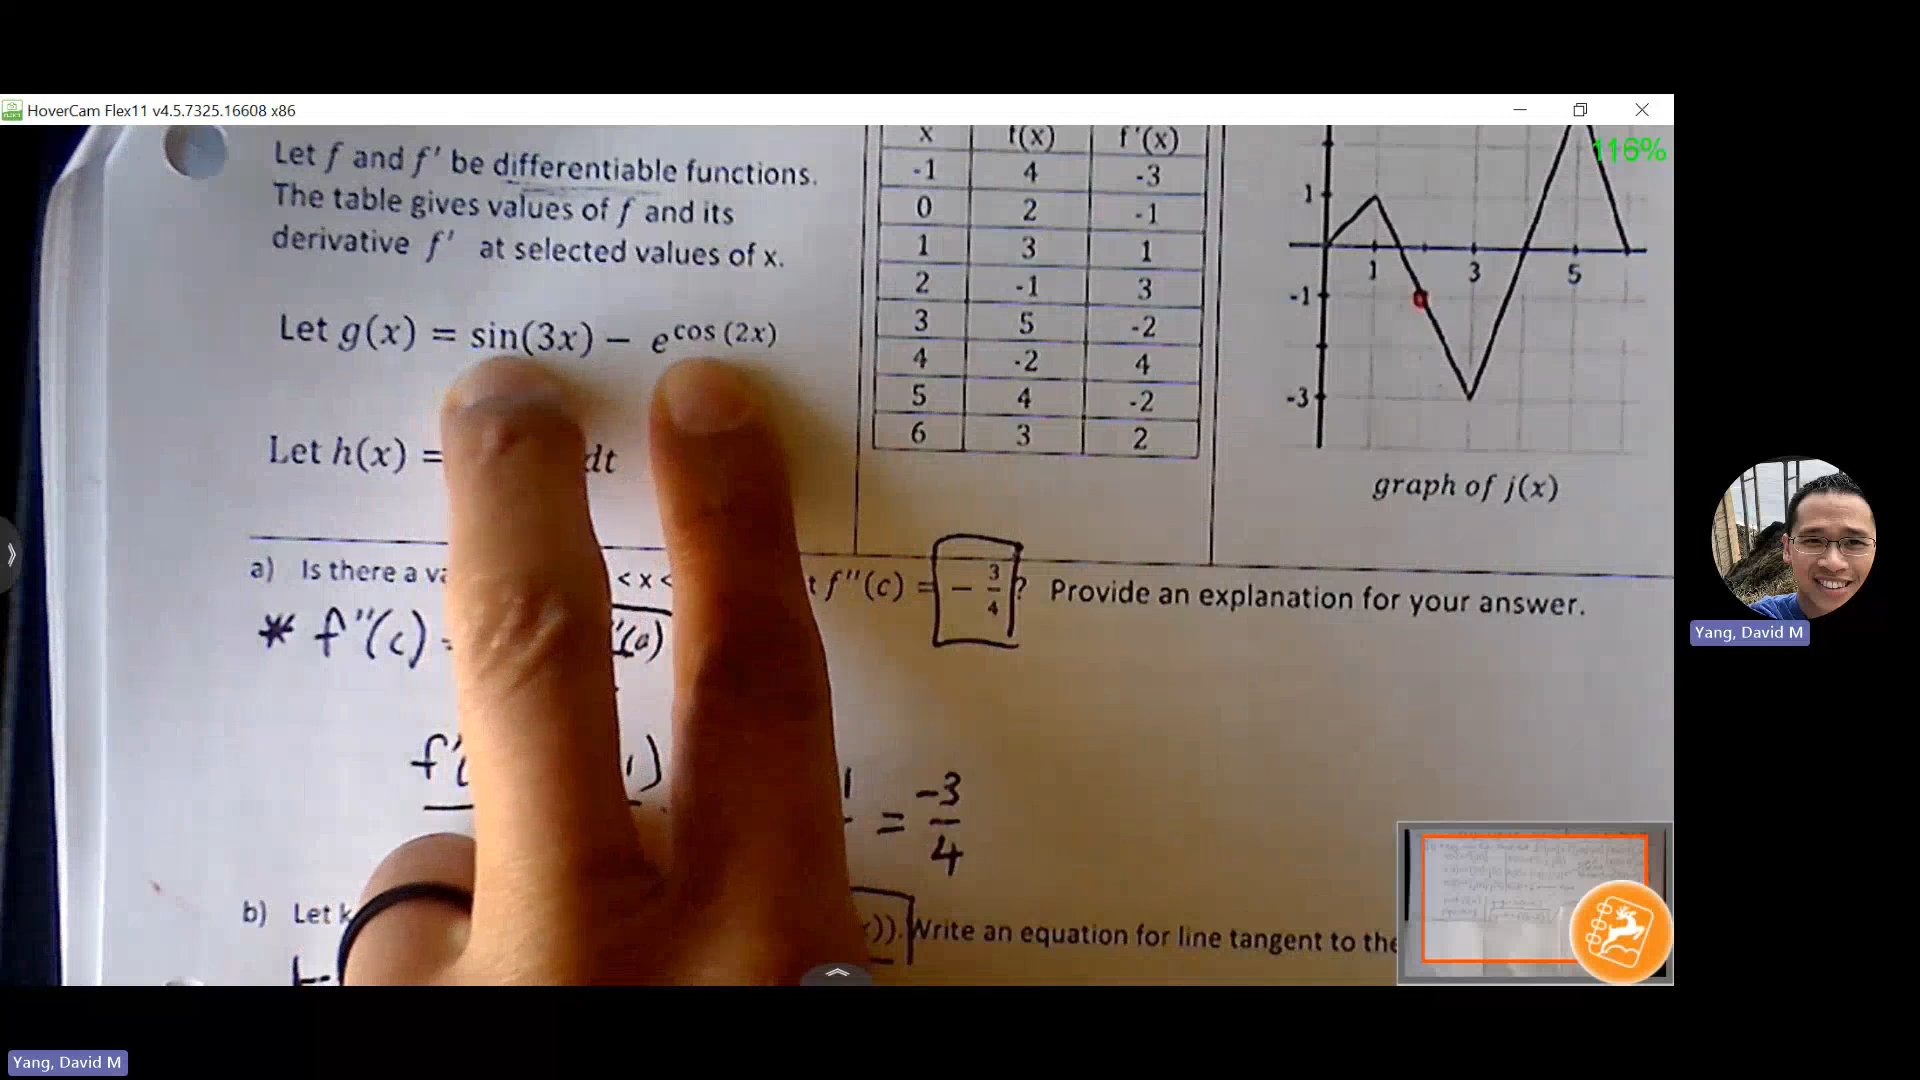 HoverCam Flex11 v4.5.7325.16608 x86
116%
Let f and f' be differentiable functions.
The table gives values of f and its
derivative f' at selected values of x.
Let g(x) = sin(3x) − e^cos (2x)
Let h(x) =
dt
x f(x) f'(x)
-1 4 -3
0 2 -1
1 3 1
2 -1 3
3 5 -2
4 -2 4
5 4 -2
6 3 2
1
-1
-3
1 3 5
graph of j(x)
a) Is there a < x < f''(c) = − 3/4 ? Provide an explanation for your answer.
* f''(c)
'(a)
= -3/4
b) Let k )). Write an equation for line tangent to the
Yang, David M
Yang, David M